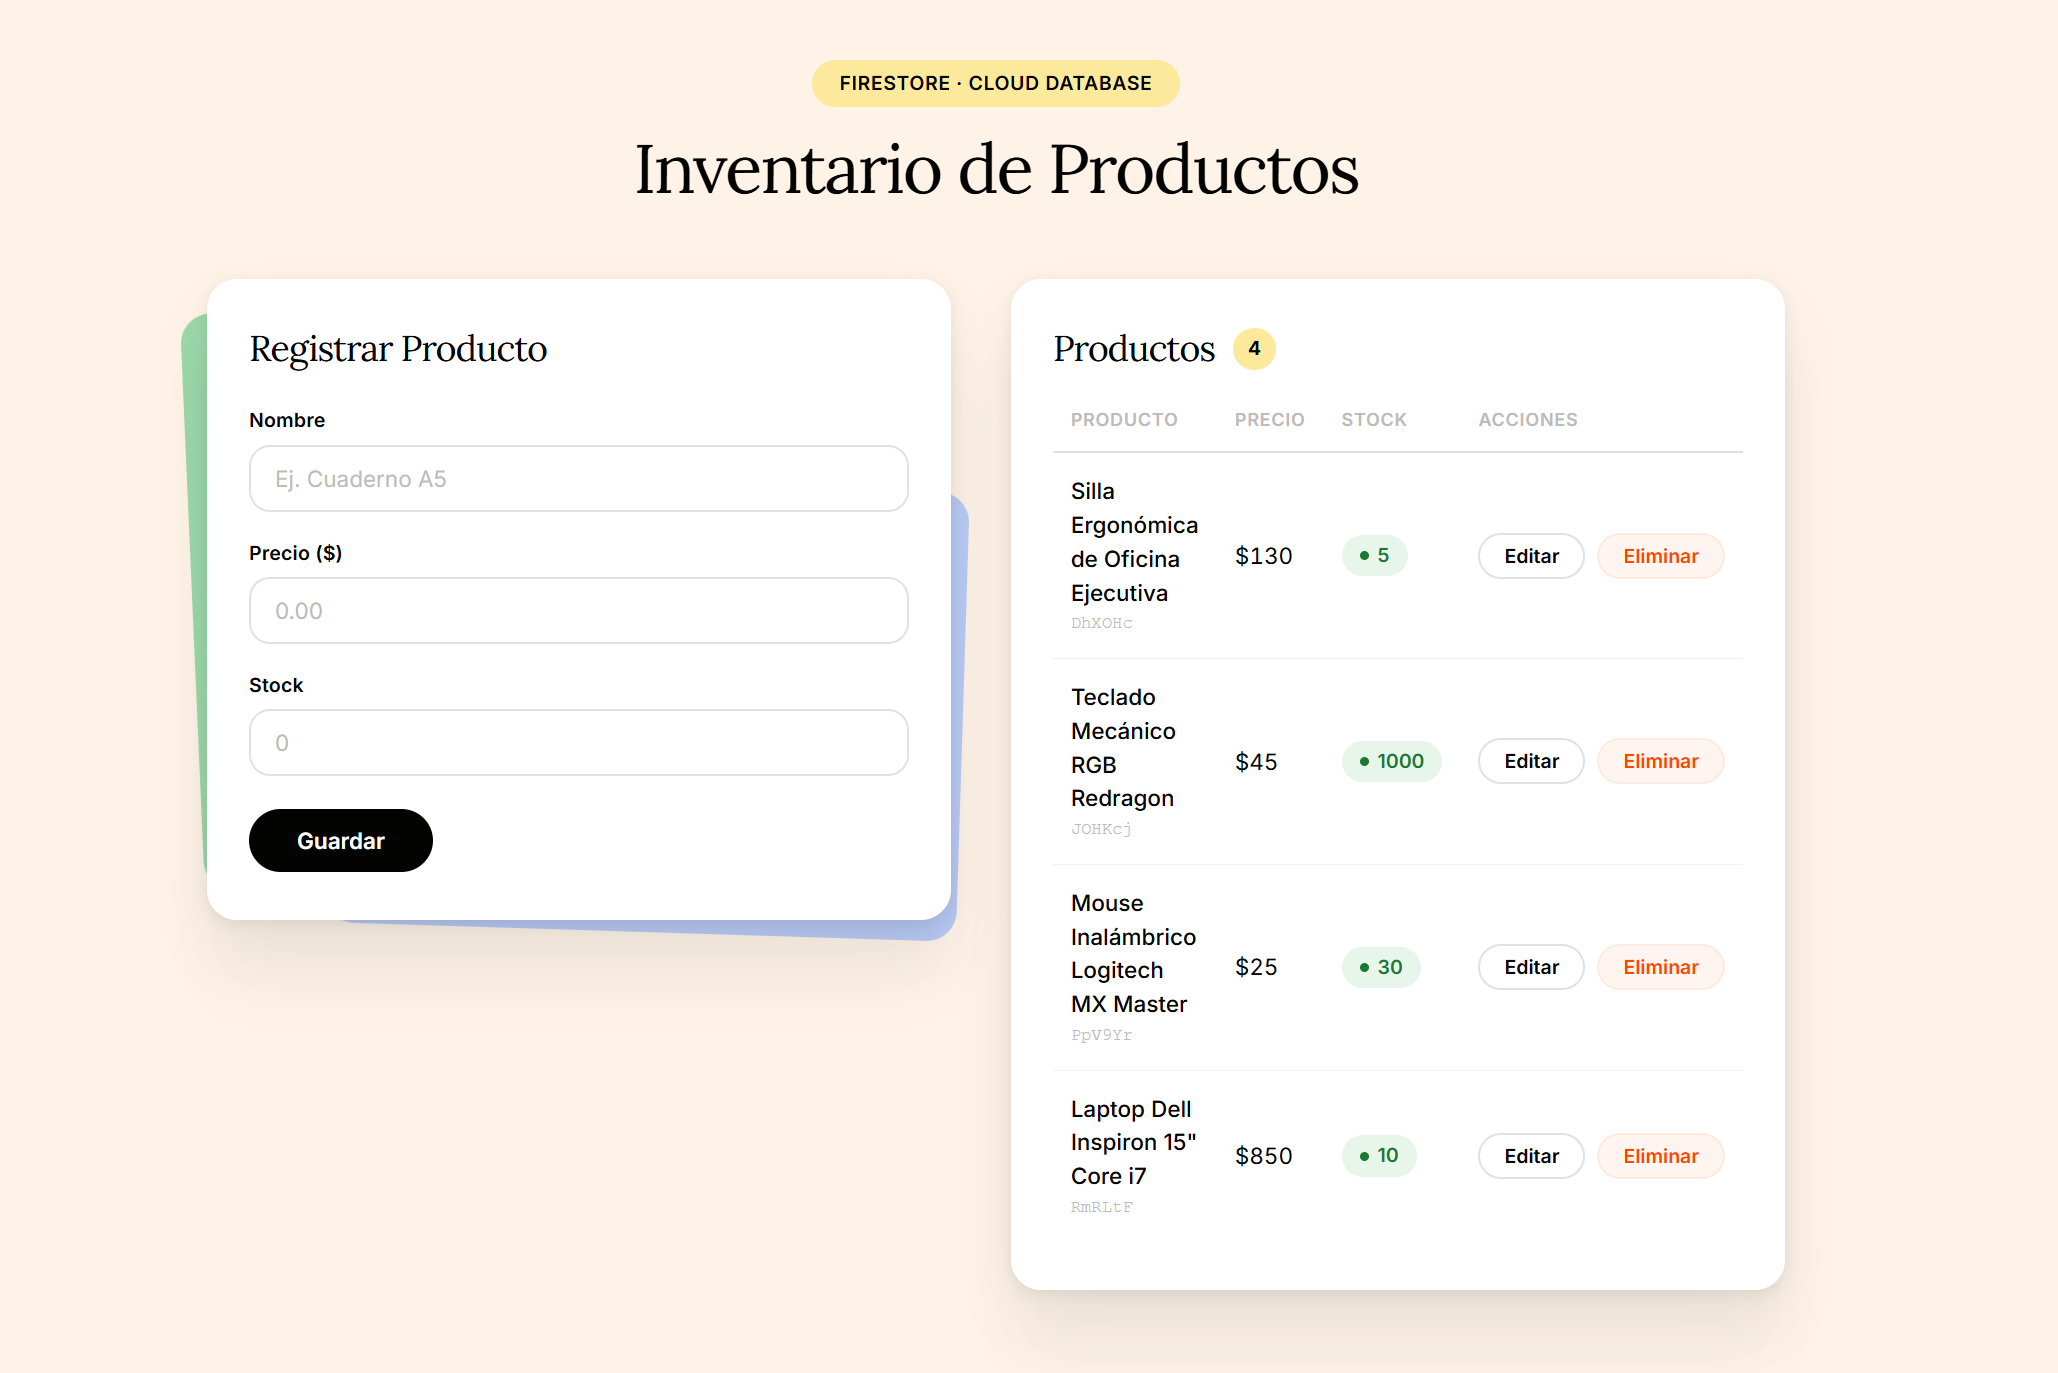 FIRESTORE · CLOUD DATABASE
Inventario de Productos
Registrar Producto
Nombre
Ej. Cuaderno A5
Precio ($)
0.00
Stock
0
Guardar
Productos 4
PRODUCTO PRECIO STOCK ACCIONES
Silla
Ergonómica
de Oficina
Ejecutiva
DhXOHc
$130 5 Editar Eliminar
Teclado
Mecánico
RGB
Redragon
JOHKcj
$45 1000 Editar Eliminar
Mouse
Inalámbrico
Logitech
MX Master
PpV9Yr
$25 30 Editar Eliminar
Laptop Dell
Inspiron 15"
Core i7
RmRLtF
$850 10 Editar Eliminar